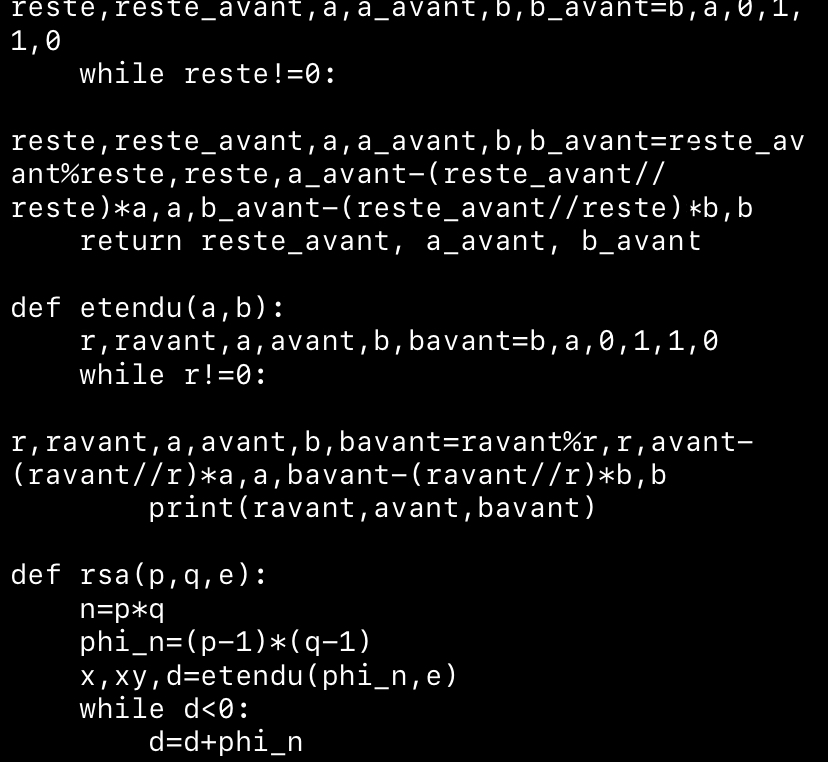 reste,reste_avant,a,a_avant,b,b_avant=b,a,0,1,
1,0
    while reste!=0:

reste,reste_avant,a,a_avant,b,b_avant=reste_av
ant%reste,reste,a_avant-(reste_avant//
reste)*a,a,b_avant-(reste_avant//reste)*b,b
    return reste_avant, a_avant, b_avant

def etendu(a,b):
    r,ravant,a,avant,b,bavant=b,a,0,1,1,0
    while r!=0:

r,ravant,a,avant,b,bavant=ravant%r,r,avant-
(ravant//r)*a,a,bavant-(ravant//r)*b,b
        print(ravant,avant,bavant)

def rsa(p,q,e):
    n=p*q
    phi_n=(p-1)*(q-1)
    x,xy,d=etendu(phi_n,e)
    while d<0:
        d=d+phi_n